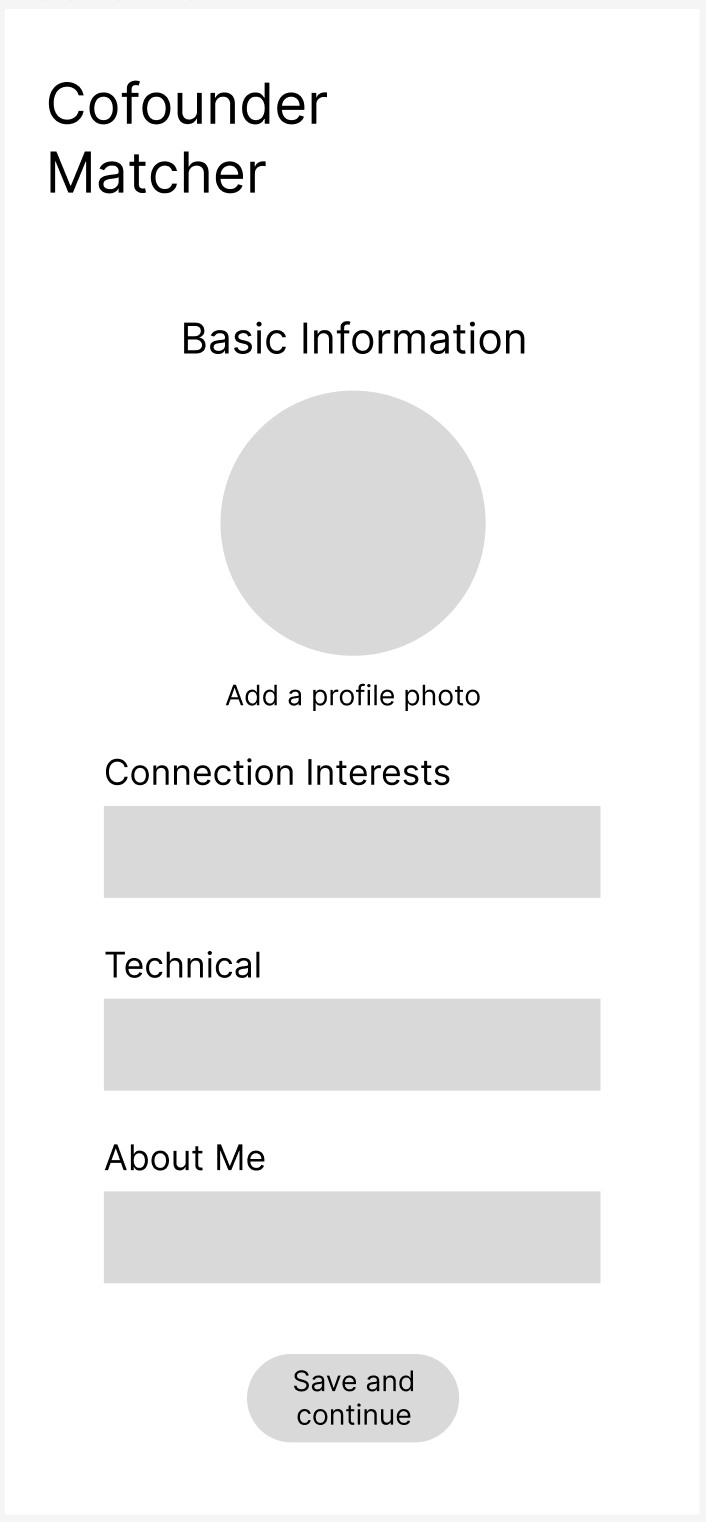 Cofounder
Matcher
Basic Information
Add a profile photo
Connection Interests
Technical
About Me
Save and
continue